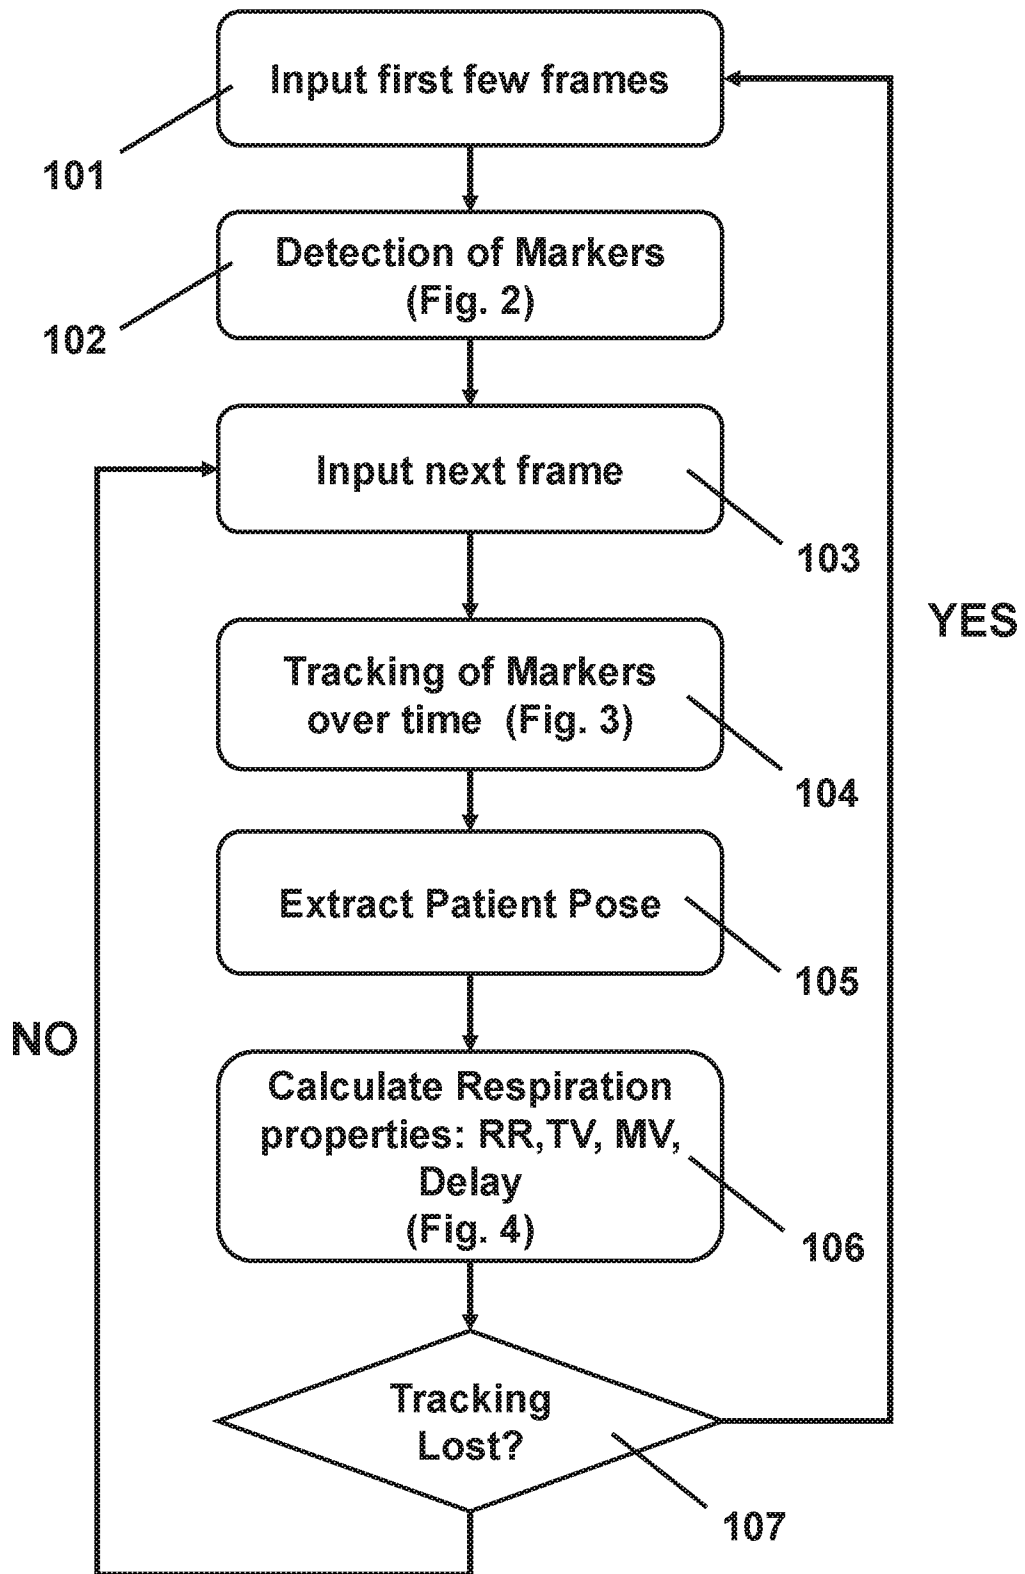 Input first few frames
101
Detection of Markers
(Fig. 2)
102
Input next frame
103
YES
Tracking of Markers
over time (Fig. 3)
104
Extract Patient Pose
105
NO
Calculate Respiration
properties: RR,TV, MV,
Delay
(Fig. 4)
106
Tracking
Lost?
107